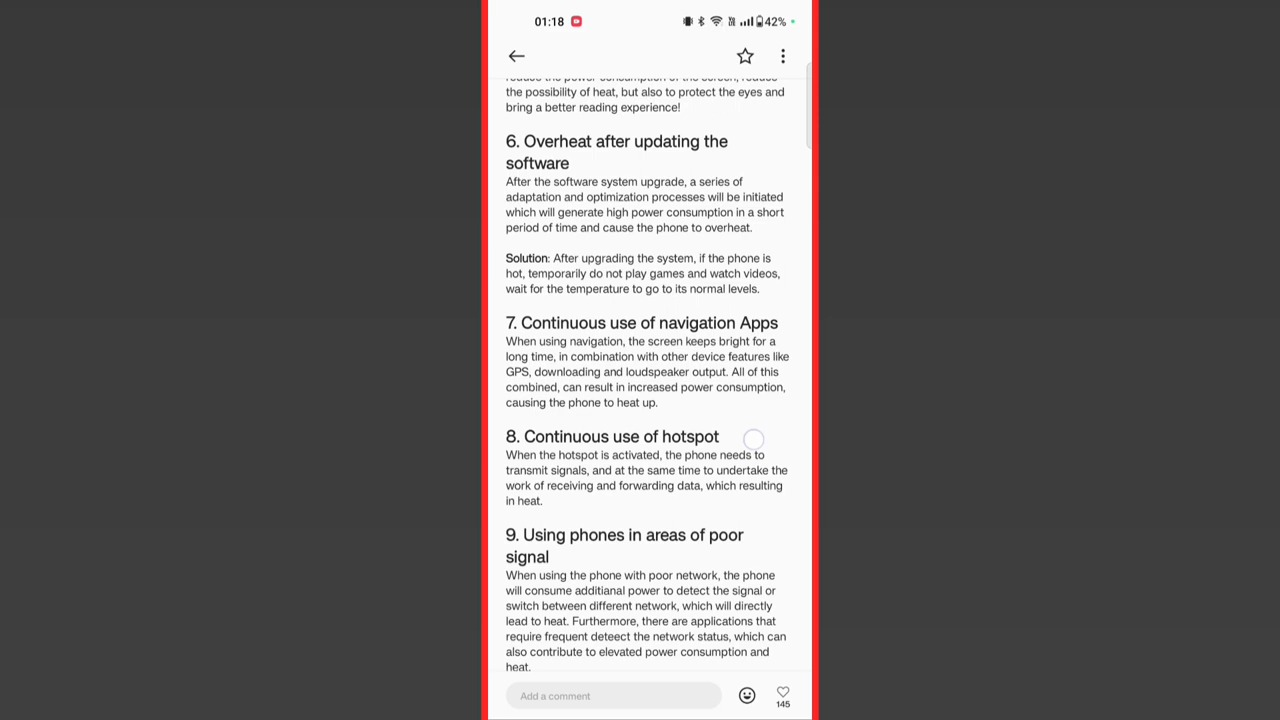 01:18
42%
the possibility of heat, but also to protect the eyes and
bring a better reading experience!
6. Overheat after updating the
software
After the software system upgrade, a series of
adaptation and optimization processes will be initiated
which will generate high power consumption in a short
period of time and cause the phone to overheat.
Solution: After upgrading the system, if the phone is
hot, temporarily do not play games and watch videos,
wait for the temperature to go to its normal levels.
7. Continuous use of navigation Apps
When using navigation, the screen keeps bright for a
long time, in combination with other device features like
GPS, downloading and loudspeaker output. All of this
combined, can result in increased power consumption,
causing the phone to heat up.
8. Continuous use of hotspot
When the hotspot is activated, the phone needs to
transmit signals, and at the same time to undertake the
work of receiving and forwarding data, which resulting
in heat.
9. Using phones in areas of poor
signal
When using the phone with poor network, the phone
will consume additianal power to detect the signal or
switch between different network, which will directly
lead to heat. Furthermore, there are applications that
require frequent deteect the network status, which can
also contribute to elevated power consumption and
heat.
Add a comment
145